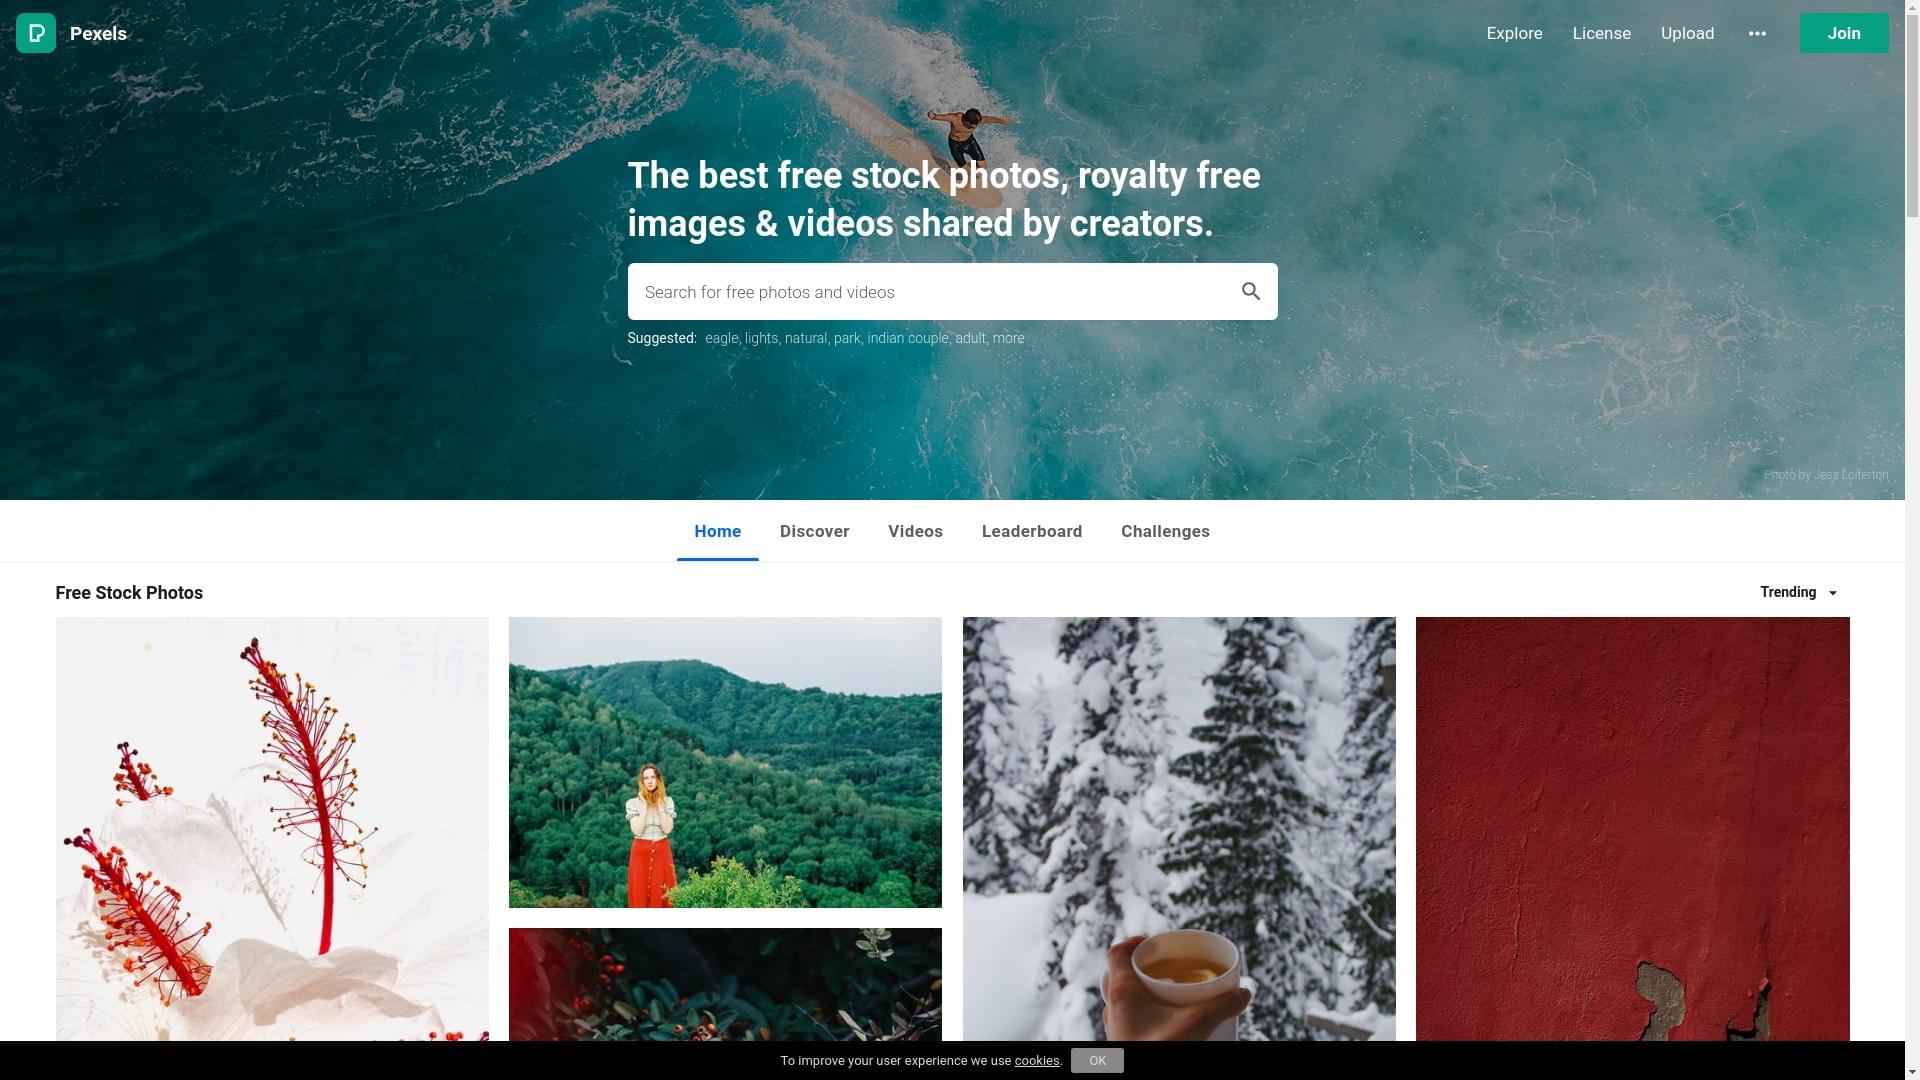 Pexels
Explore
License
Upload
Join
The best free stock photos, royalty free
images & videos shared by creators.
Search for free photos and videos
Suggested: eagle, lights, natural, park, indian couple, adult, more
Photo by Jess Loiterton
Home
Discover
Videos
Leaderboard
Challenges
Free Stock Photos
Trending
To improve your user experience we use cookies. OK